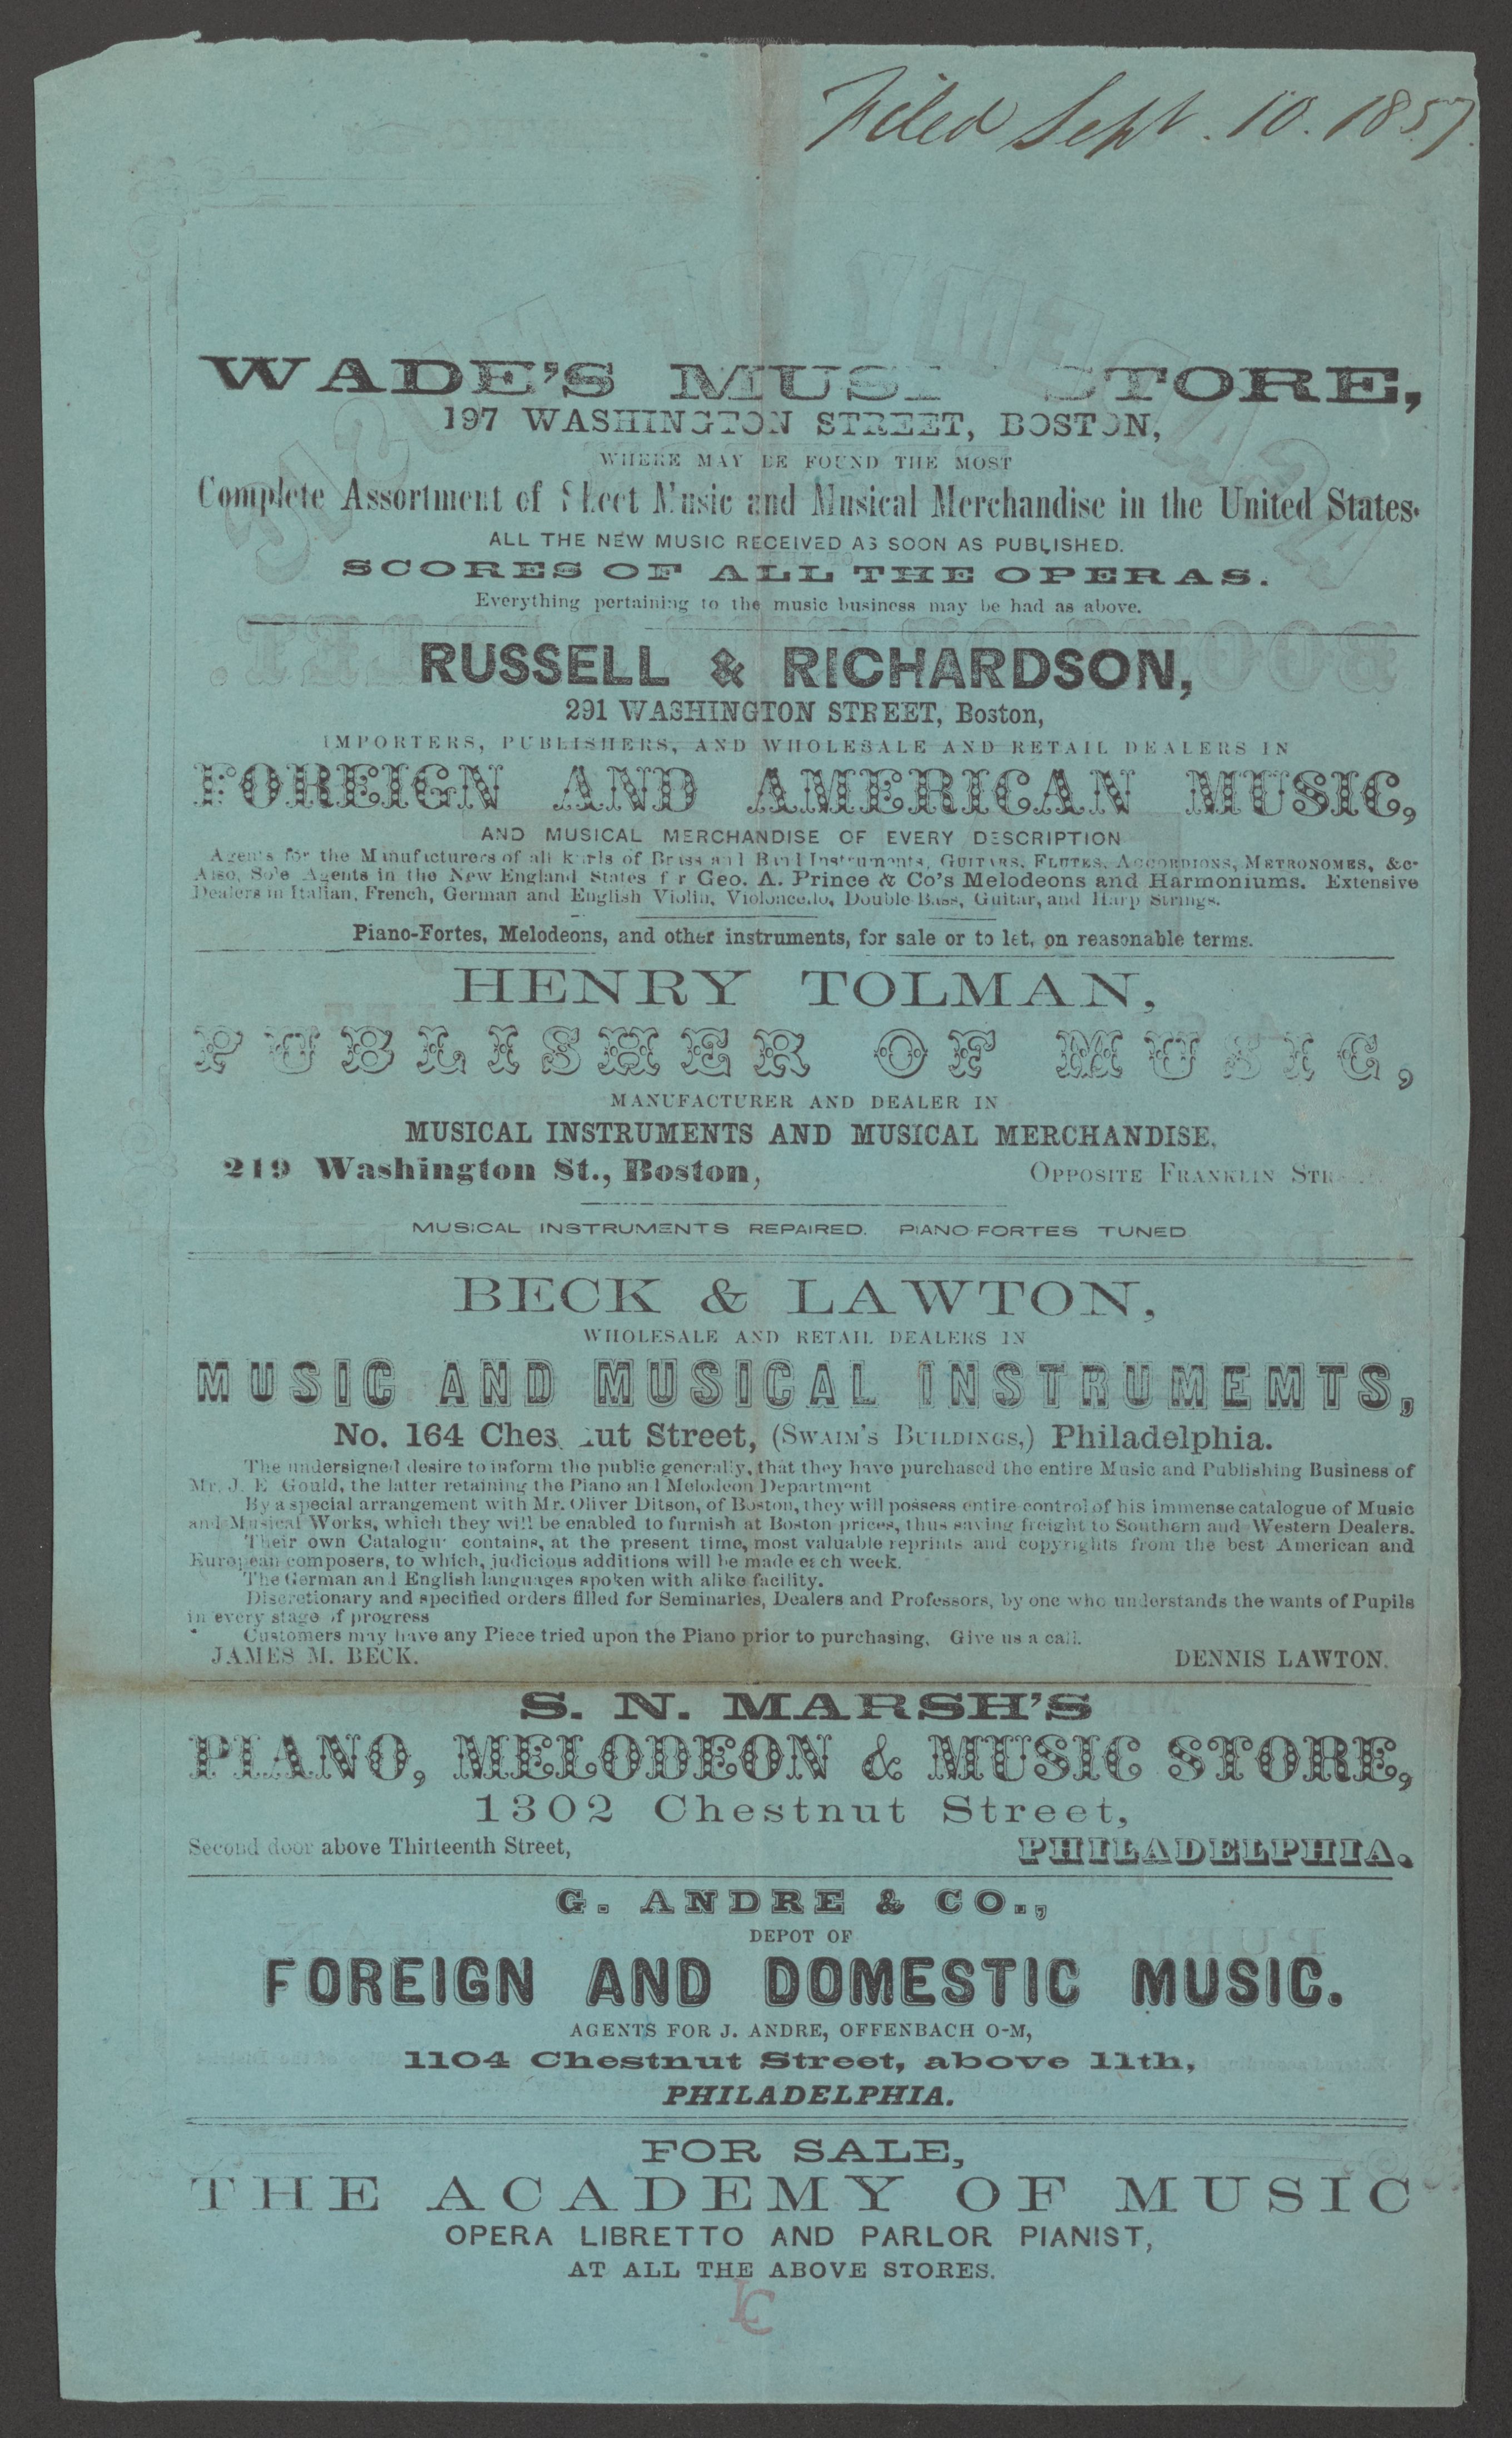 Filed Sept. 10. 1857.
WADE'S MUSI STORE,
197 WASHINGTON STREET, BOSTON,
WHERE MAY BE FOUND THE MOST
Complete Assortment of Sheet Music and Musical Merchandise in the United States.
ALL THE NEW MUSIC RECEIVED AS SOON AS PUBLISHED.
SCORES OF ALL THE OPERAS.
Everything pertaining to the music business may be had as above.
RUSSELL & RICHARDSON,
291 WASHINGTON STREET, Boston,
IMPORTERS, PUBLISHERS, AND WHOLESALE AND RETAIL DEALERS IN
FOREIGN AND AMERICAN MUSIC,
AND MUSICAL MERCHANDISE OF EVERY DESCRIPTION
Agents for the Manufacturers of all kinds of Brass and Band Instruments, GUITARS, FLUTES, ACCORDIONS, METRONOMES, &c.
Also, Sole Agents in the New England States for Geo. A. Prince & Co's Melodeons and Harmoniums. Extensive
Dealers in Italian, French, German and English Violin, Violoncello, Double Bass, Guitar, and Harp Strings.
Piano-Fortes, Melodeons, and other instruments, for sale or to let, on reasonable terms.
HENRY TOLMAN,
PUBLISHER OF MUSIC,
MANUFACTURER AND DEALER IN
MUSICAL INSTRUMENTS AND MUSICAL MERCHANDISE,
219 Washington St., Boston, OPPOSITE FRANKLIN STR
MUSICAL INSTRUMENTS REPAIRED. PIANO FORTES TUNED
BECK & LAWTON,
WHOLESALE AND RETAIL DEALERS IN
MUSIC AND MUSICAL INSTRUMEMTS,
No. 164 Chesnut Street, (SWAIM'S BUILDINGS,) Philadelphia.
The undersigned desire to inform the public generally, that they have purchased the entire Music and Publishing Business of
Mr. J. E Gould, the latter retaining the Piano and Melodeon Department
By a special arrangement with Mr. Oliver Ditson, of Boston, they will possess entire control of his immense catalogue of Music
and Musical Works, which they will be enabled to furnish at Boston prices, thus saving freight to Southern and Western Dealers.
Their own Catalogue contains, at the present time, most valuable reprints and copyrights from the best American and
European composers, to which, judicious additions will be made each week.
The German and English languages spoken with alike facility.
Discretionary and specified orders filled for Seminaries, Dealers and Professors, by one who understands the wants of Pupils
in every stage of progress
Customers may have any Piece tried upon the Piano prior to purchasing. Give us a call.
JAMES M. BECK. DENNIS LAWTON.
S. N. MARSH'S
PIANO, MELODEON & MUSIC STORE,
1302 Chestnut Street,
Second door above Thirteenth Street, PHILADELPHIA.
G. ANDRE & CO.,
DEPOT OF
FOREIGN AND DOMESTIC MUSIC.
AGENTS FOR J. ANDRE, OFFENBACH O-M,
1104 Chestnut Street, above 11th,
PHILADELPHIA.
FOR SALE,
THE ACADEMY OF MUSIC
OPERA LIBRETTO AND PARLOR PIANIST,
AT ALL THE ABOVE STORES.
LC